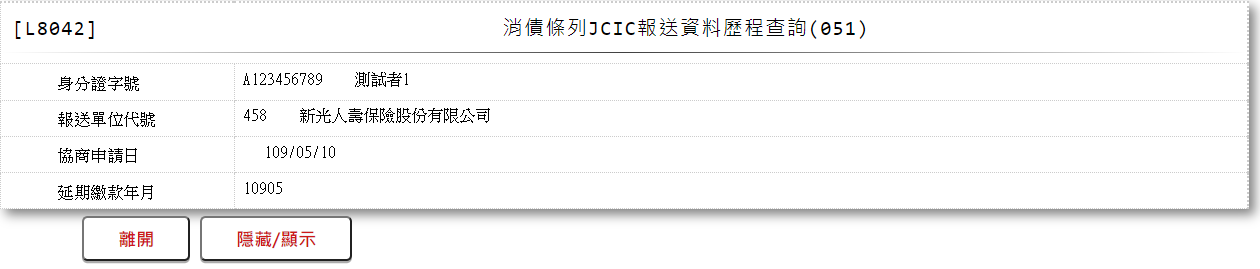 [L8042] 消債條列JCIC報送資料歷程查詢(051)
身分證字號 A123456789 測試者1
報送單位代號 458 新光人壽保險股份有限公司
協商申請日 109/05/10
延期繳款年月 10905
離開 隱藏/顯示